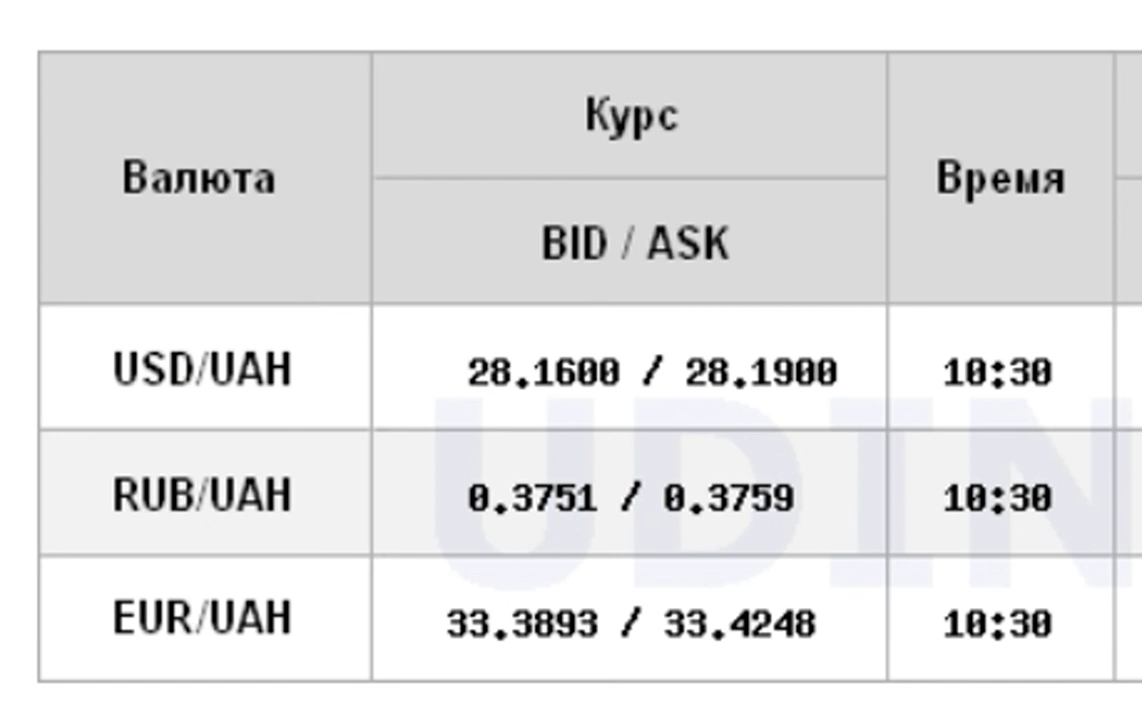 Валюта
Курс
BID / ASK
Время
USD/UAH 28.1600 / 28.1900 10:30
RUB/UAH 0.3751 / 0.3759 10:30
EUR/UAH 33.3893 / 33.4248 10:30
UDIN